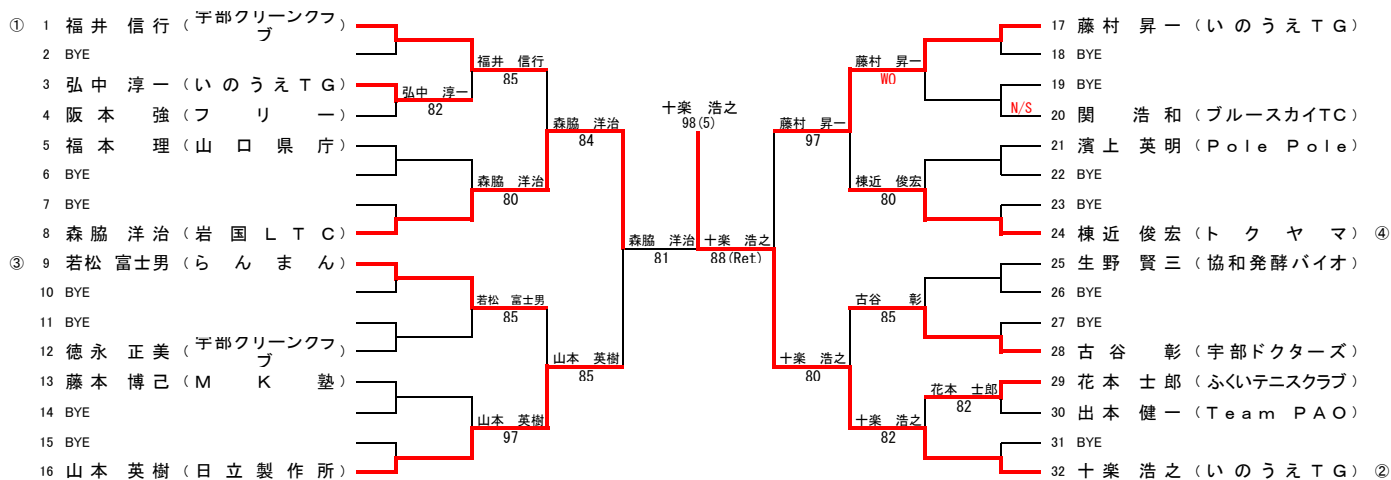 ① 1 福井 信行 (宇部グリーンクラブ)
2 BYE
3 弘中 淳一 (いのうえTG)
4 阪本 強 (フリー)
5 福本 理 (山口県庁)
6 BYE
7 BYE
8 森脇 洋治 (岩国LTC)
③ 9 若松 富士男 (らんまん)
10 BYE
11 BYE
12 徳永 正美 (宇部グリーンクラブ)
13 藤本 博己 (MK塾)
14 BYE
15 BYE
16 山本 英樹 (日立製作所)
弘中 淳一
82
福井 信行
85
森脇 洋治
80
若松 富士男
85
山本 英樹
97
森脇 洋治
84
山本 英樹
85
森脇 洋治
81
十楽 浩之
98(5)
十楽 浩之
88(Ret)
藤村 昇一
97
十楽 浩之
80
藤村 昇一
WO
棟近 俊宏
80
古谷 彰
85
十楽 浩之
82
N/S
花本 士郎
82
17 藤村 昇一 (いのうえTG)
18 BYE
19 BYE
20 関 浩和 (ブルースカイTC)
21 濱上 英明 (Pole Pole)
22 BYE
23 BYE
24 棟近 俊宏 (トクヤマ) ④
25 生野 賢三 (協和発酵バイオ)
26 BYE
27 BYE
28 古谷 彰 (宇部ドクターズ)
29 花本 士郎 (ふくいテニスクラブ)
30 出本 健一 (Team PAO)
31 BYE
32 十楽 浩之 (いのうえTG) ②